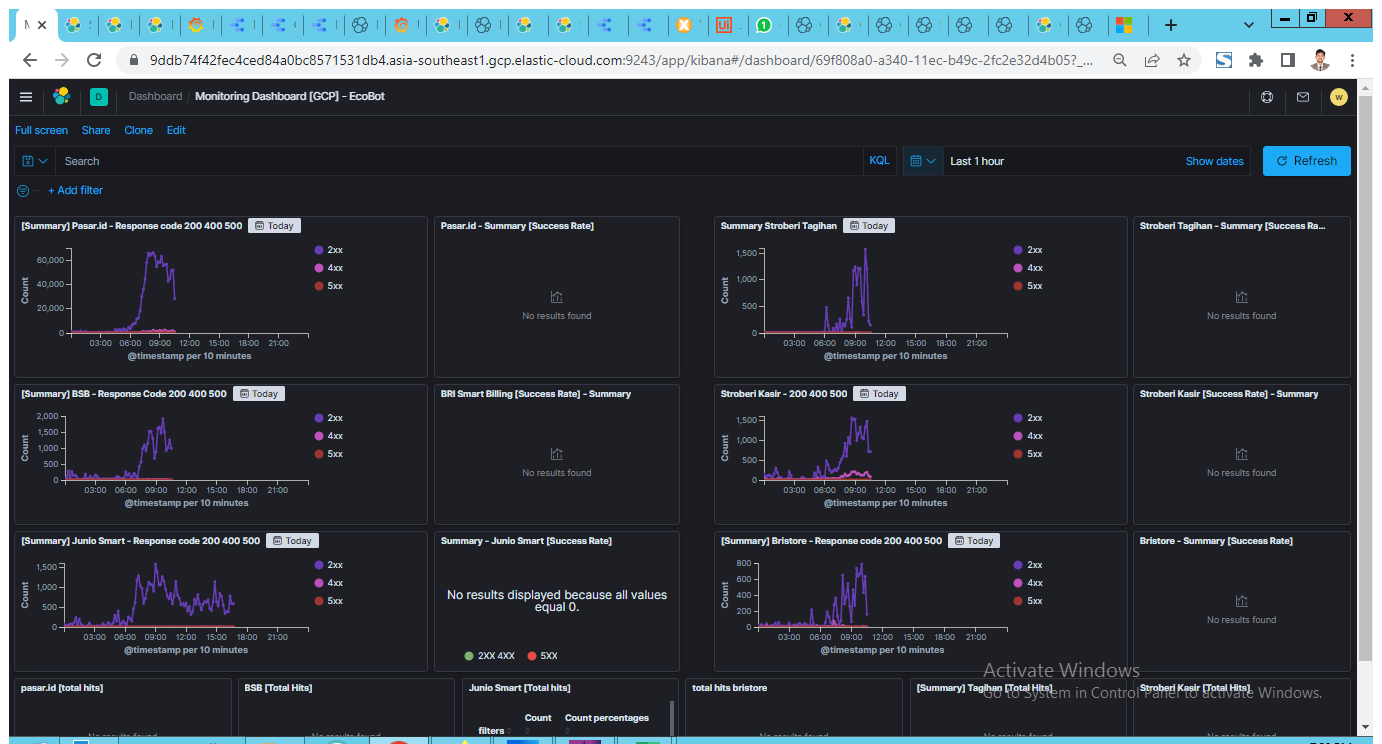 M
9ddb74f42fec4ced84a0bc8571531db4.asia-southeast1.gcp.elastic-cloud.com:9243/app/kibana#/dashboard/69f808a0-a340-11ec-b49c-2fc2e32d4b05?_...
D Dashboard / Monitoring Dashboard [GCP] - EcoBot w
Full screen Share Clone Edit
Search KQL Last 1 hour Show dates Refresh
+ Add filter
[Summary] Pasar.id - Response code 200 400 500 Today
60,000
40,000
20,000
0
Count
03:00 06:00 09:00 12:00 15:00 18:00 21:00
@timestamp per 10 minutes
2xx
4xx
5xx
Pasar.id - Summary [Success Rate]
No results found
Summary Stroberi Tagihan Today
1,500
1,000
500
0
Count
03:00 06:00 09:00 12:00 15:00 18:00 21:00
@timestamp per 10 minutes
2xx
4xx
5xx
Stroberi Tagihan - Summary [Success Ra...
No results found
[Summary] BSB - Response Code 200 400 500 Today
2,000
1,500
1,000
500
0
Count
03:00 06:00 09:00 12:00 15:00 18:00 21:00
@timestamp per 10 minutes
2xx
4xx
5xx
BRI Smart Billing [Success Rate] - Summary
No results found
Stroberi Kasir - 200 400 500 Today
1,500
1,000
500
0
Count
03:00 06:00 09:00 12:00 15:00 18:00 21:00
@timestamp per 10 minutes
2xx
4xx
5xx
Stroberi Kasir [Success Rate] - Summary
No results found
[Summary] Junio Smart - Response code 200 400 500 Today
1,500
1,000
500
0
Count
03:00 06:00 09:00 12:00 15:00 18:00 21:00
@timestamp per 10 minutes
2xx
4xx
5xx
Summary - Junio Smart [Success Rate]
No results displayed because all values
equal 0.
2XX 4XX 5XX
[Summary] Bristore - Response code 200 400 500 Today
800
600
400
200
0
Count
03:00 06:00 09:00 12:00 15:00 18:00 21:00
@timestamp per 10 minutes
2xx
4xx
5xx
Bristore - Summary [Success Rate]
No results found
Activate Windows
Go to System in Control Panel to activate Windows.
pasar.id [total hits]
No results found
BSB [Total Hits]
No results found
Junio Smart [Total hits]
filters Count Count percentages
total hits bristore
No results found
[Summary] Tagihan [Total Hits]
No results found
Stroberi Kasir [Total Hits]
No results found